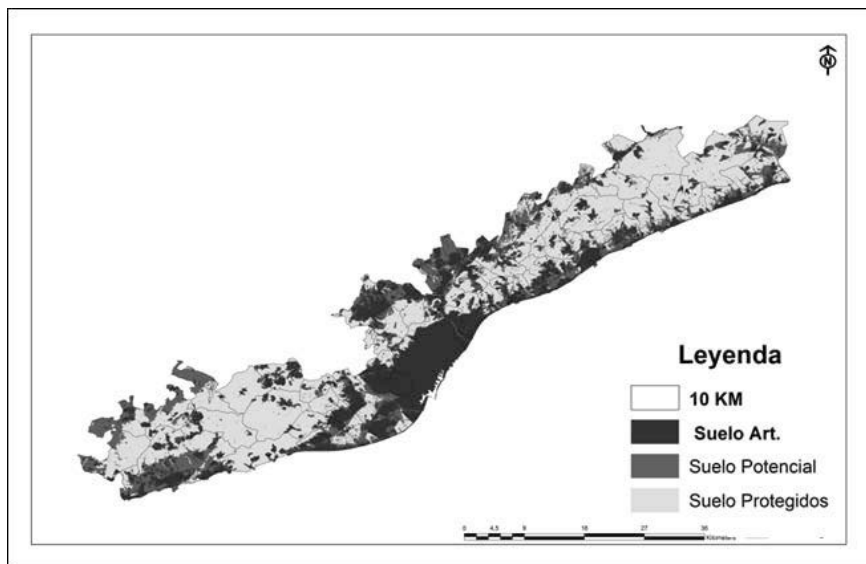 N
Leyenda
10 KM
Suelo Art.
Suelo Potencial
Suelo Protegidos
0 4,5 9 18 27 36